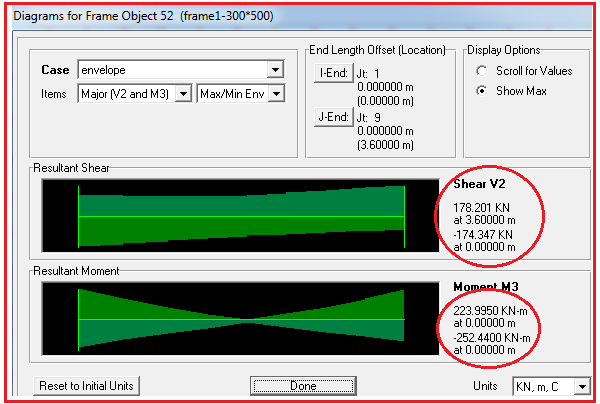 Diagrams for Frame Object 52 (frame1-300*500)
Case envelope
Items Major (V2 and M3) Max/Min Env
End Length Offset (Location)
I-End: Jt: 1
0.000000 m
(0.00000 m)
J-End: Jt: 9
0.000000 m
(3.60000 m)
Display Options
Scroll for Values
Show Max
Resultant Shear
Shear V2
178.201 KN
at 3.60000 m
-174.347 KN
at 0.00000 m
Resultant Moment
Moment M3
223.9950 KN-m
at 0.00000 m
-252.4400 KN-m
at 0.00000 m
Reset to Initial Units
Done
Units KN, m, C